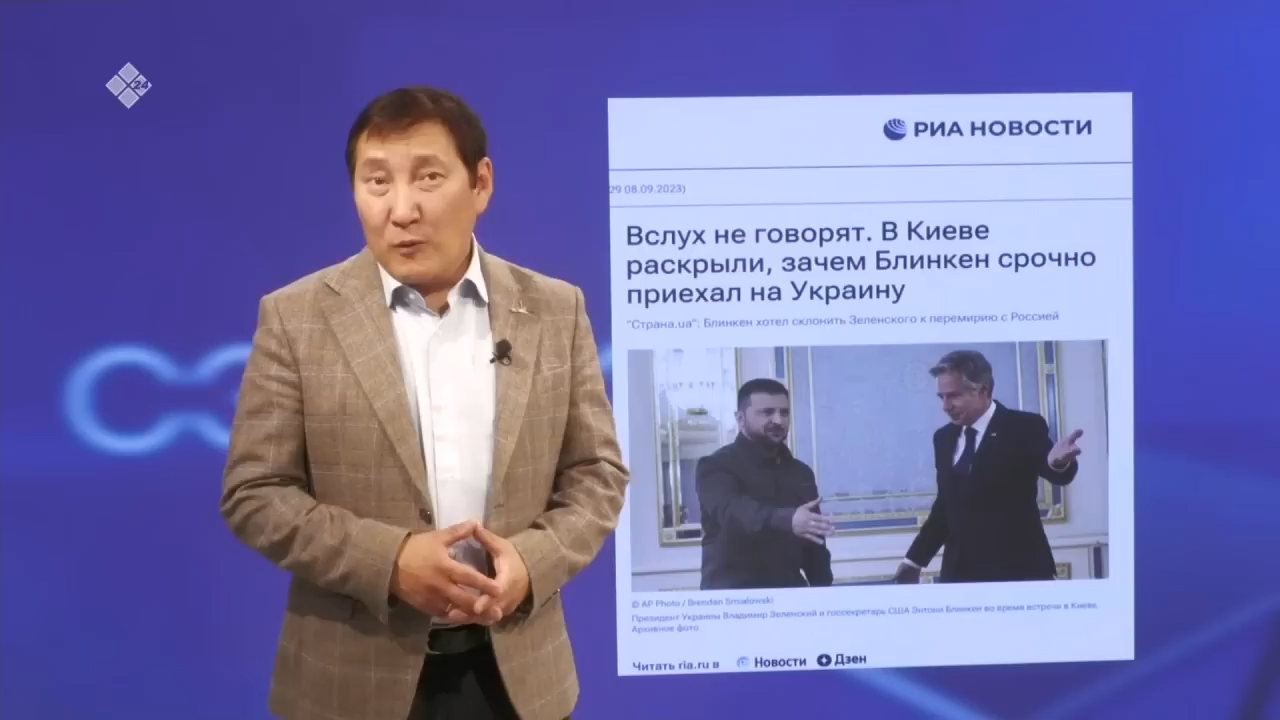 24
РИА НОВОСТИ
29 08.09.2023)
Вслух не говорят. В Киеве
раскрыли, зачем Блинкен срочно
приехал на Украину
"Страна.ua": Блинкен хотел склонить Зеленского к перемирию с Россией
© AP Photo / Brendan Smialowski
Президент Украины Владимир Зеленский и госсекретарь США Энтони Блинкен во время встречи в Киеве.
Архивное фото
Читать ria.ru в Новости Дзен